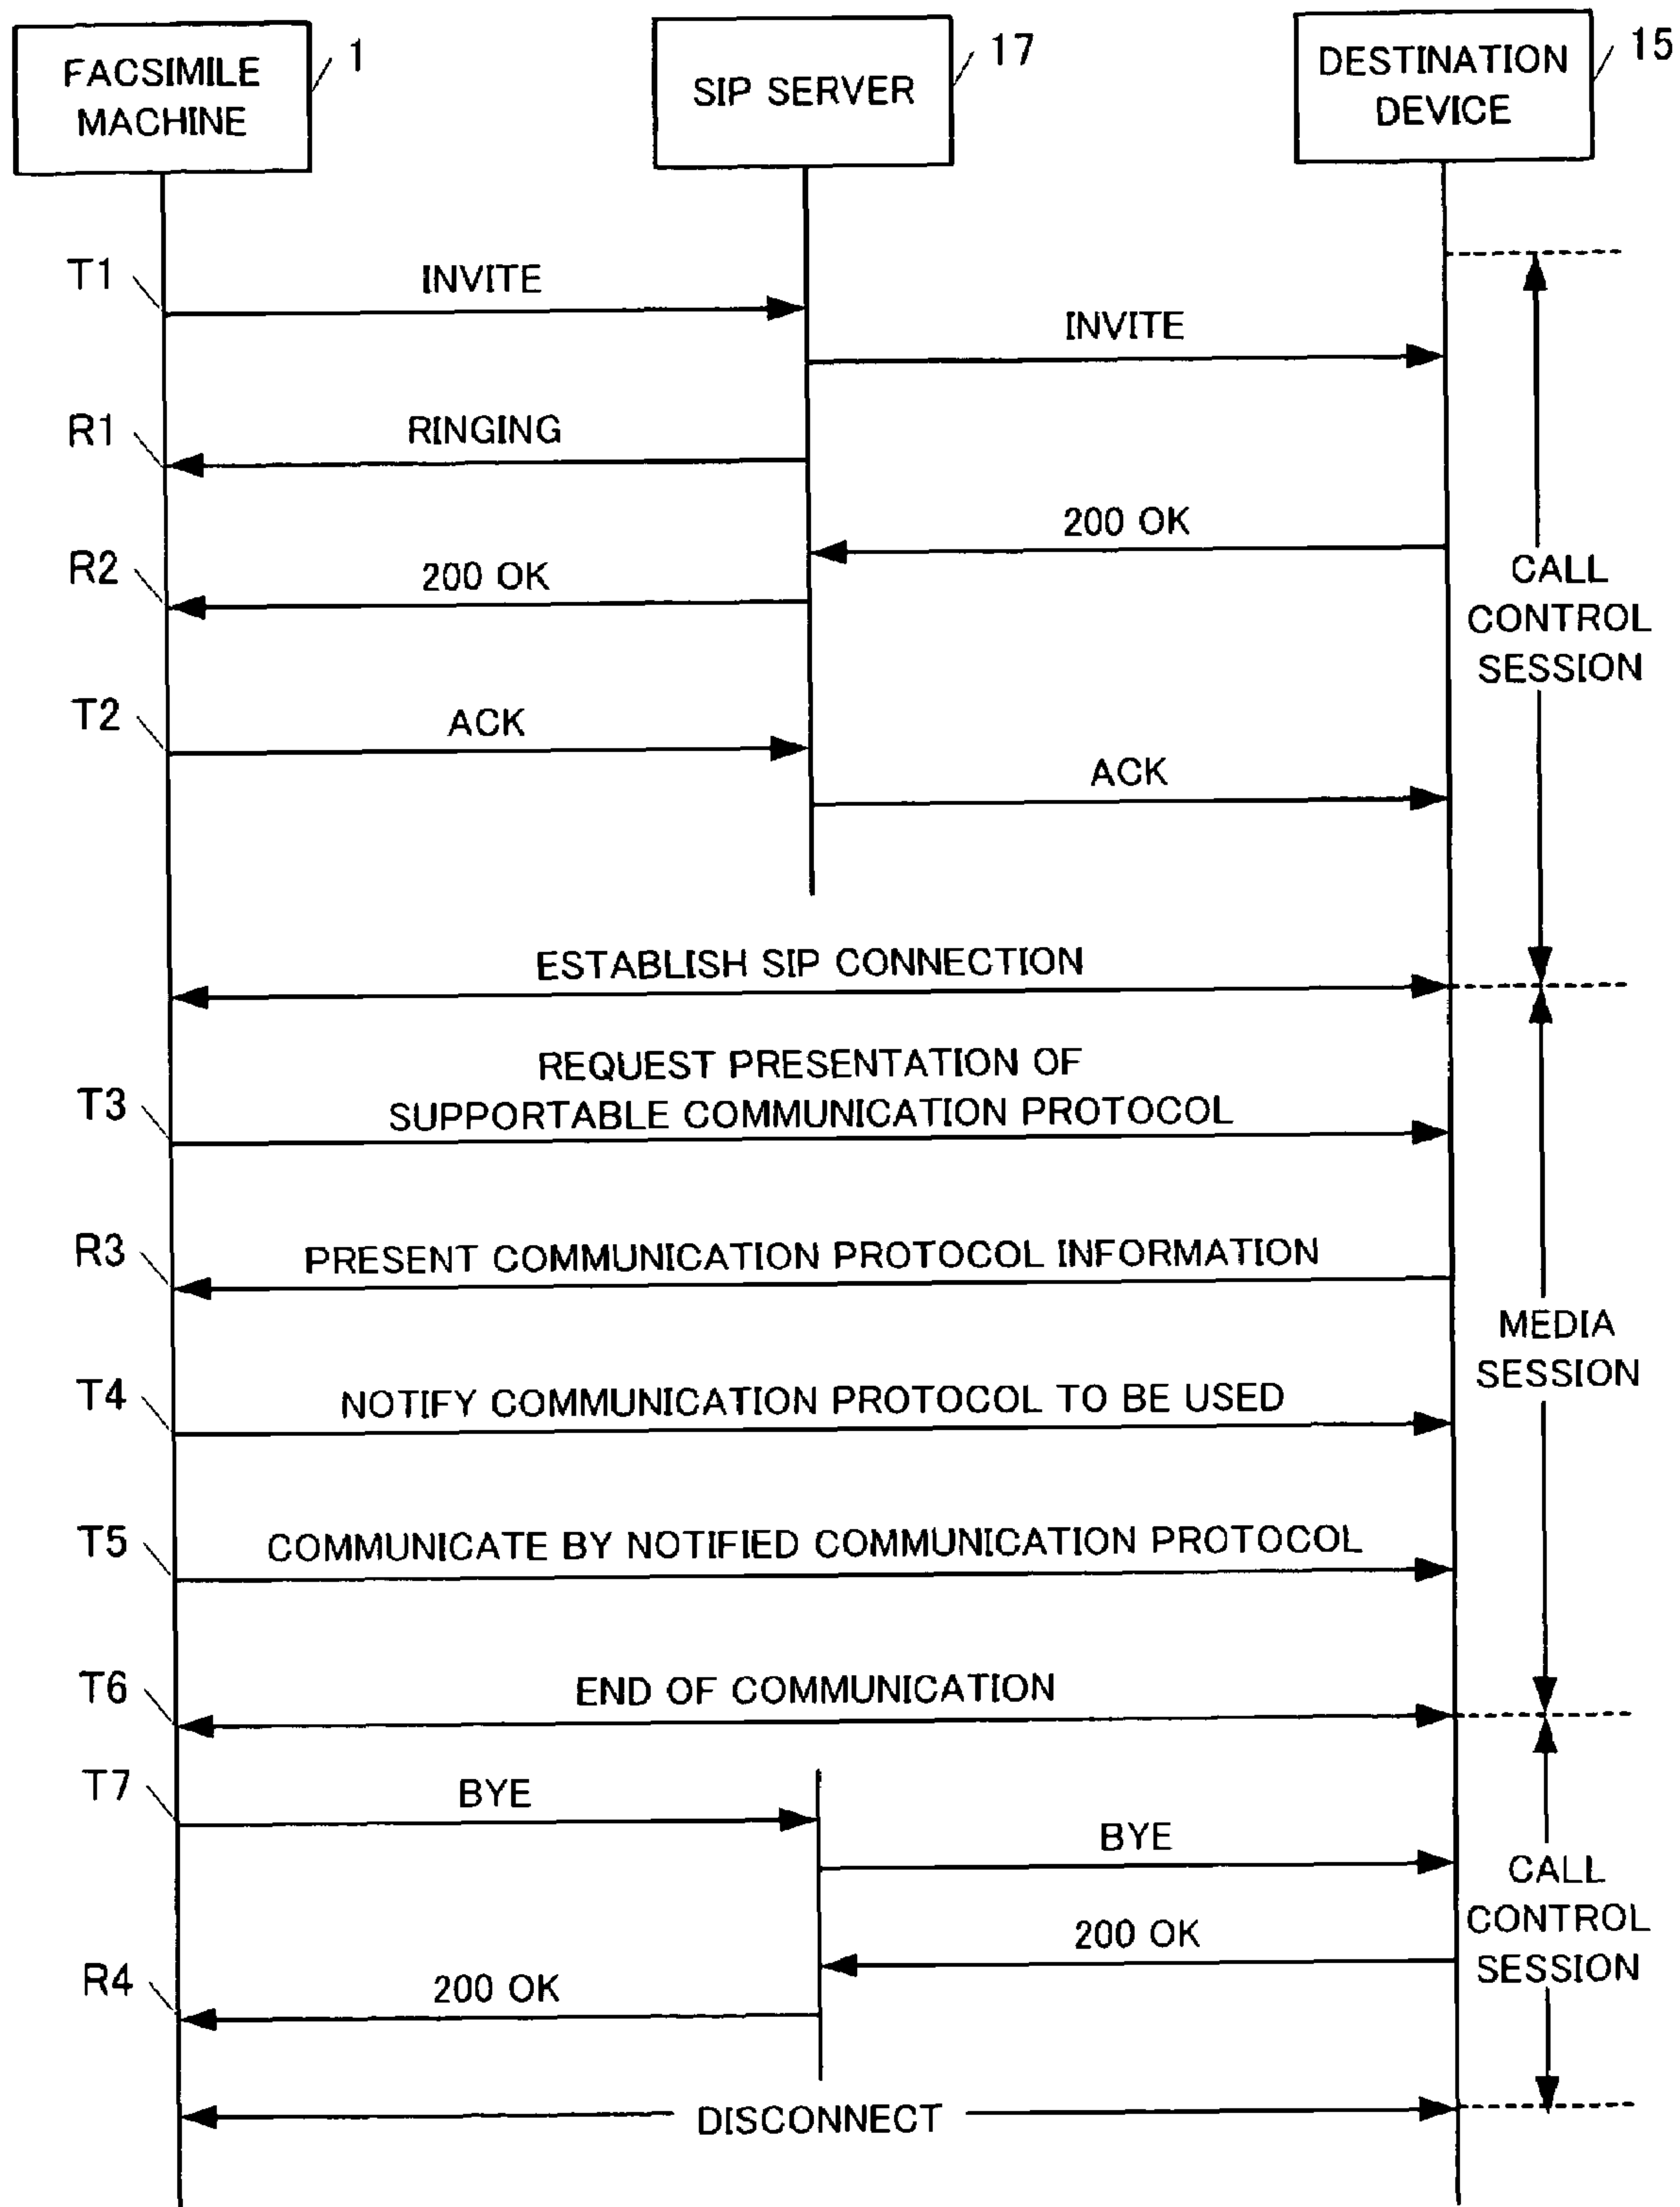 FACSIMILE
MACHINE
1
SIP SERVER
17
DESTINATION
DEVICE
15
T1
INVITE
INVITE
R1
RINGING
200 OK
R2
200 OK
CALL
CONTROL
SESSION
T2
ACK
ACK
ESTABLISH SIP CONNECTION
REQUEST PRESENTATION OF
SUPPORTABLE COMMUNICATION PROTOCOL
T3
R3
PRESENT COMMUNICATION PROTOCOL INFORMATION
MEDIA
SESSION
T4
NOTIFY COMMUNICATION PROTOCOL TO BE USED
T5
COMMUNICATE BY NOTIFIED COMMUNICATION PROTOCOL
T6
END OF COMMUNICATION
T7
BYE
BYE
CALL
CONTROL
SESSION
200 OK
R4
200 OK
DISCONNECT